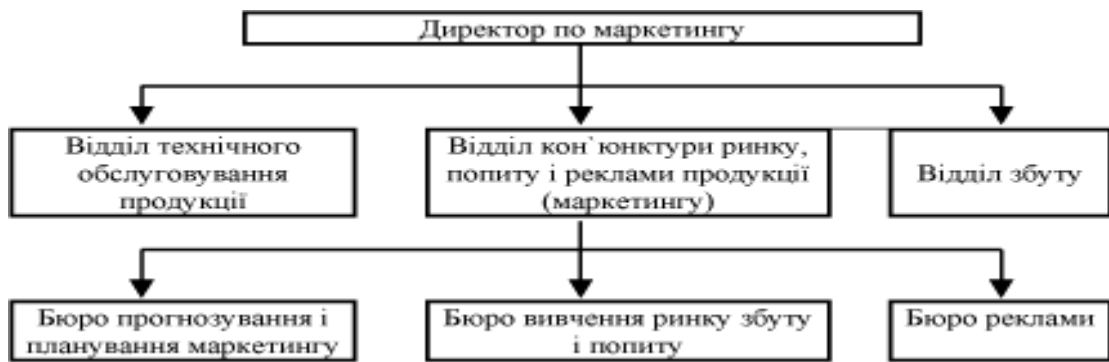 Директор по маркетингу
Відділ технічного
обслуговування
продукції
Відділ кон`юнктури ринку,
попиту і реклами продукції
(маркетингу)
Відділ збуту
Бюро прогнозування і
планування маркетингу
Бюро вивчення ринку збуту
і попиту
Бюро реклами